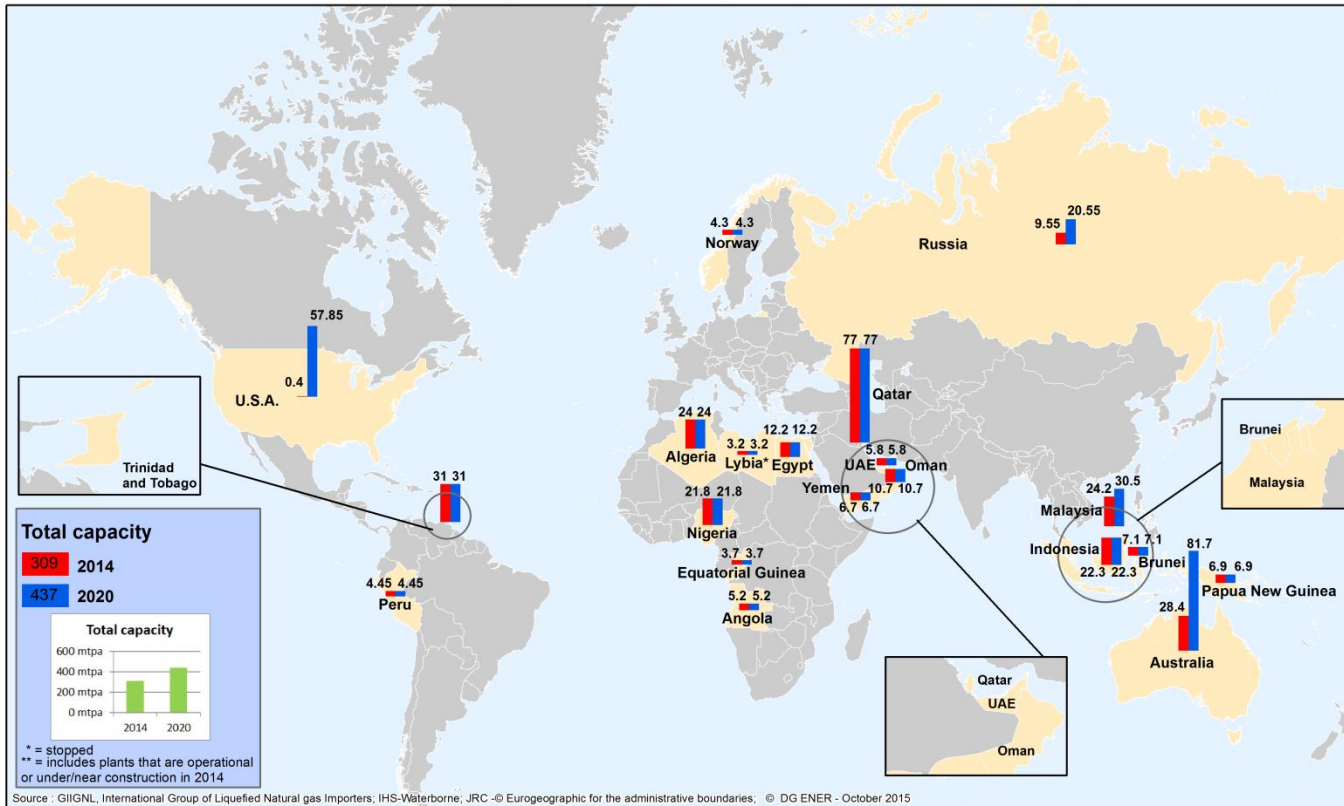 4.3 4.3
Norway
9.55
20.55
Russia
57.85
0.4
U.S.A.
77 77
Qatar
Trinidad
and Tobago
31 31
24 24
Algeria
3.2 3.2
Lybia*
12.2 12.2
Egypt
5.8 5.8
UAE
Oman
10.7 10.7
Yemen
6.7 6.7
Brunei
Malaysia
24.2
30.5
Malaysia
21.8 21.8
Nigeria
Indonesia
22.3 22.3
7.1 7.1
Brunei
81.7
28.4
Australia
6.9 6.9
Papua New Guinea
3.7 3.7
Equatorial Guinea
4.45 4.45
Peru
5.2 5.2
Angola
Qatar
UAE
Oman
Total capacity
309 2014
437 2020
Total capacity
600 mtpa
400 mtpa
200 mtpa
0 mtpa
2014 2020
* = stopped
** = includes plants that are operational
or under/near construction in 2014
Source : GIIGNL, International Group of Liquefied Natural gas Importers; IHS-Waterborne; JRC -© Eurogeographic for the administrative boundaries; © DG ENER - October 2015